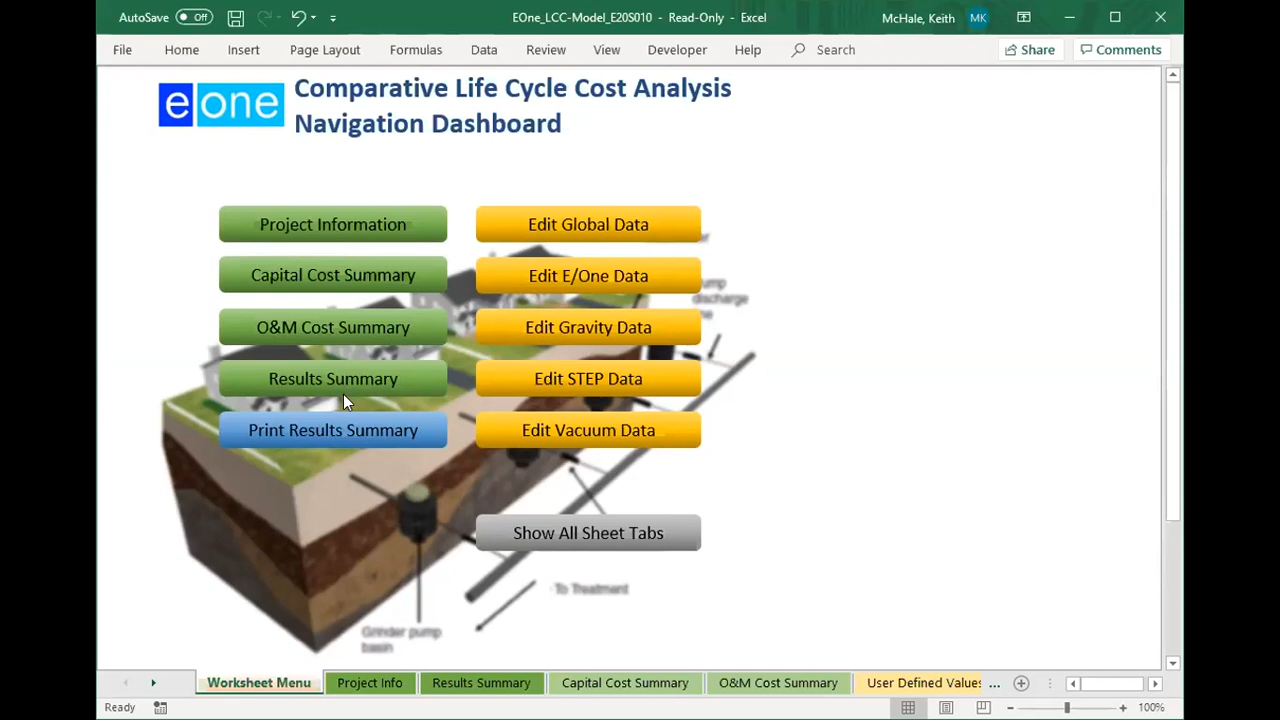 AutoSave Off EOne_LCC-Model_E20S010 - Read-Only - Excel McHale, Keith MK
File Home Insert Page Layout Formulas Data Review View Developer Help Search Share Comments
eone
Comparative Life Cycle Cost Analysis
Navigation Dashboard
Project Information Edit Global Data
Capital Cost Summary Edit E/One Data
discharge
O&M Cost Summary Edit Gravity Data
Results Summary Edit STEP Data
Print Results Summary Edit Vacuum Data
Show All Sheet Tabs
To Treatment
Grinder pump
basin
Worksheet Menu Project Info Results Summary Capital Cost Summary O&M Cost Summary User Defined Values ...
Ready 100%